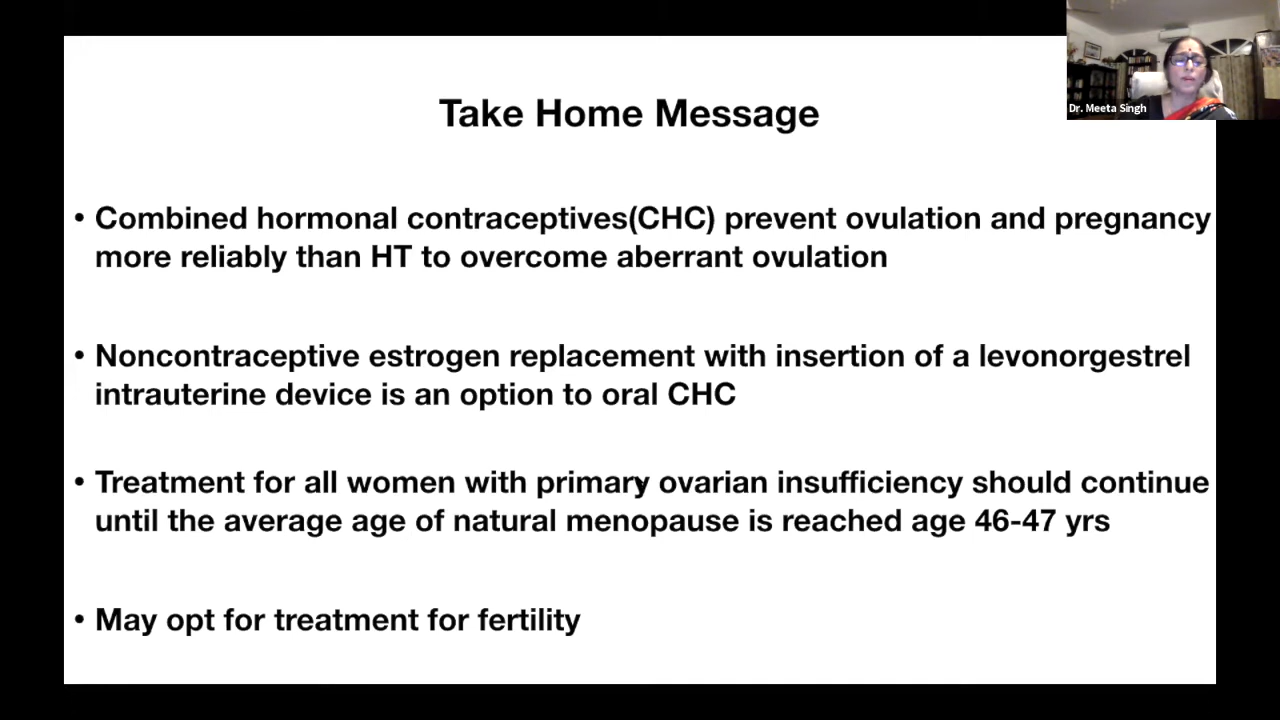 Take Home Message
Dr. Meeta Singh
• Combined hormonal contraceptives(CHC) prevent ovulation and pregnancy
more reliably than HT to overcome aberrant ovulation
• Noncontraceptive estrogen replacement with insertion of a levonorgestrel
intrauterine device is an option to oral CHC
• Treatment for all women with primary ovarian insufficiency should continue
until the average age of natural menopause is reached age 46-47 yrs
• May opt for treatment for fertility